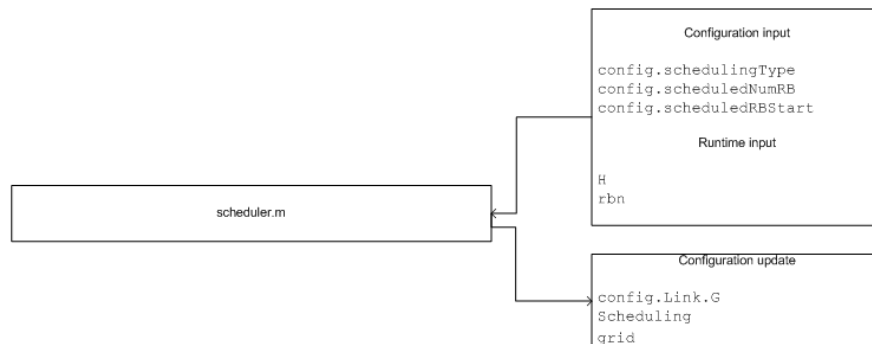 Configuration input
config.schedulingType
config.scheduledNumRB
config.scheduledRBStart
Runtime input
H
rbn
scheduler.m
Configuration update
config.Link.G
Scheduling
grid